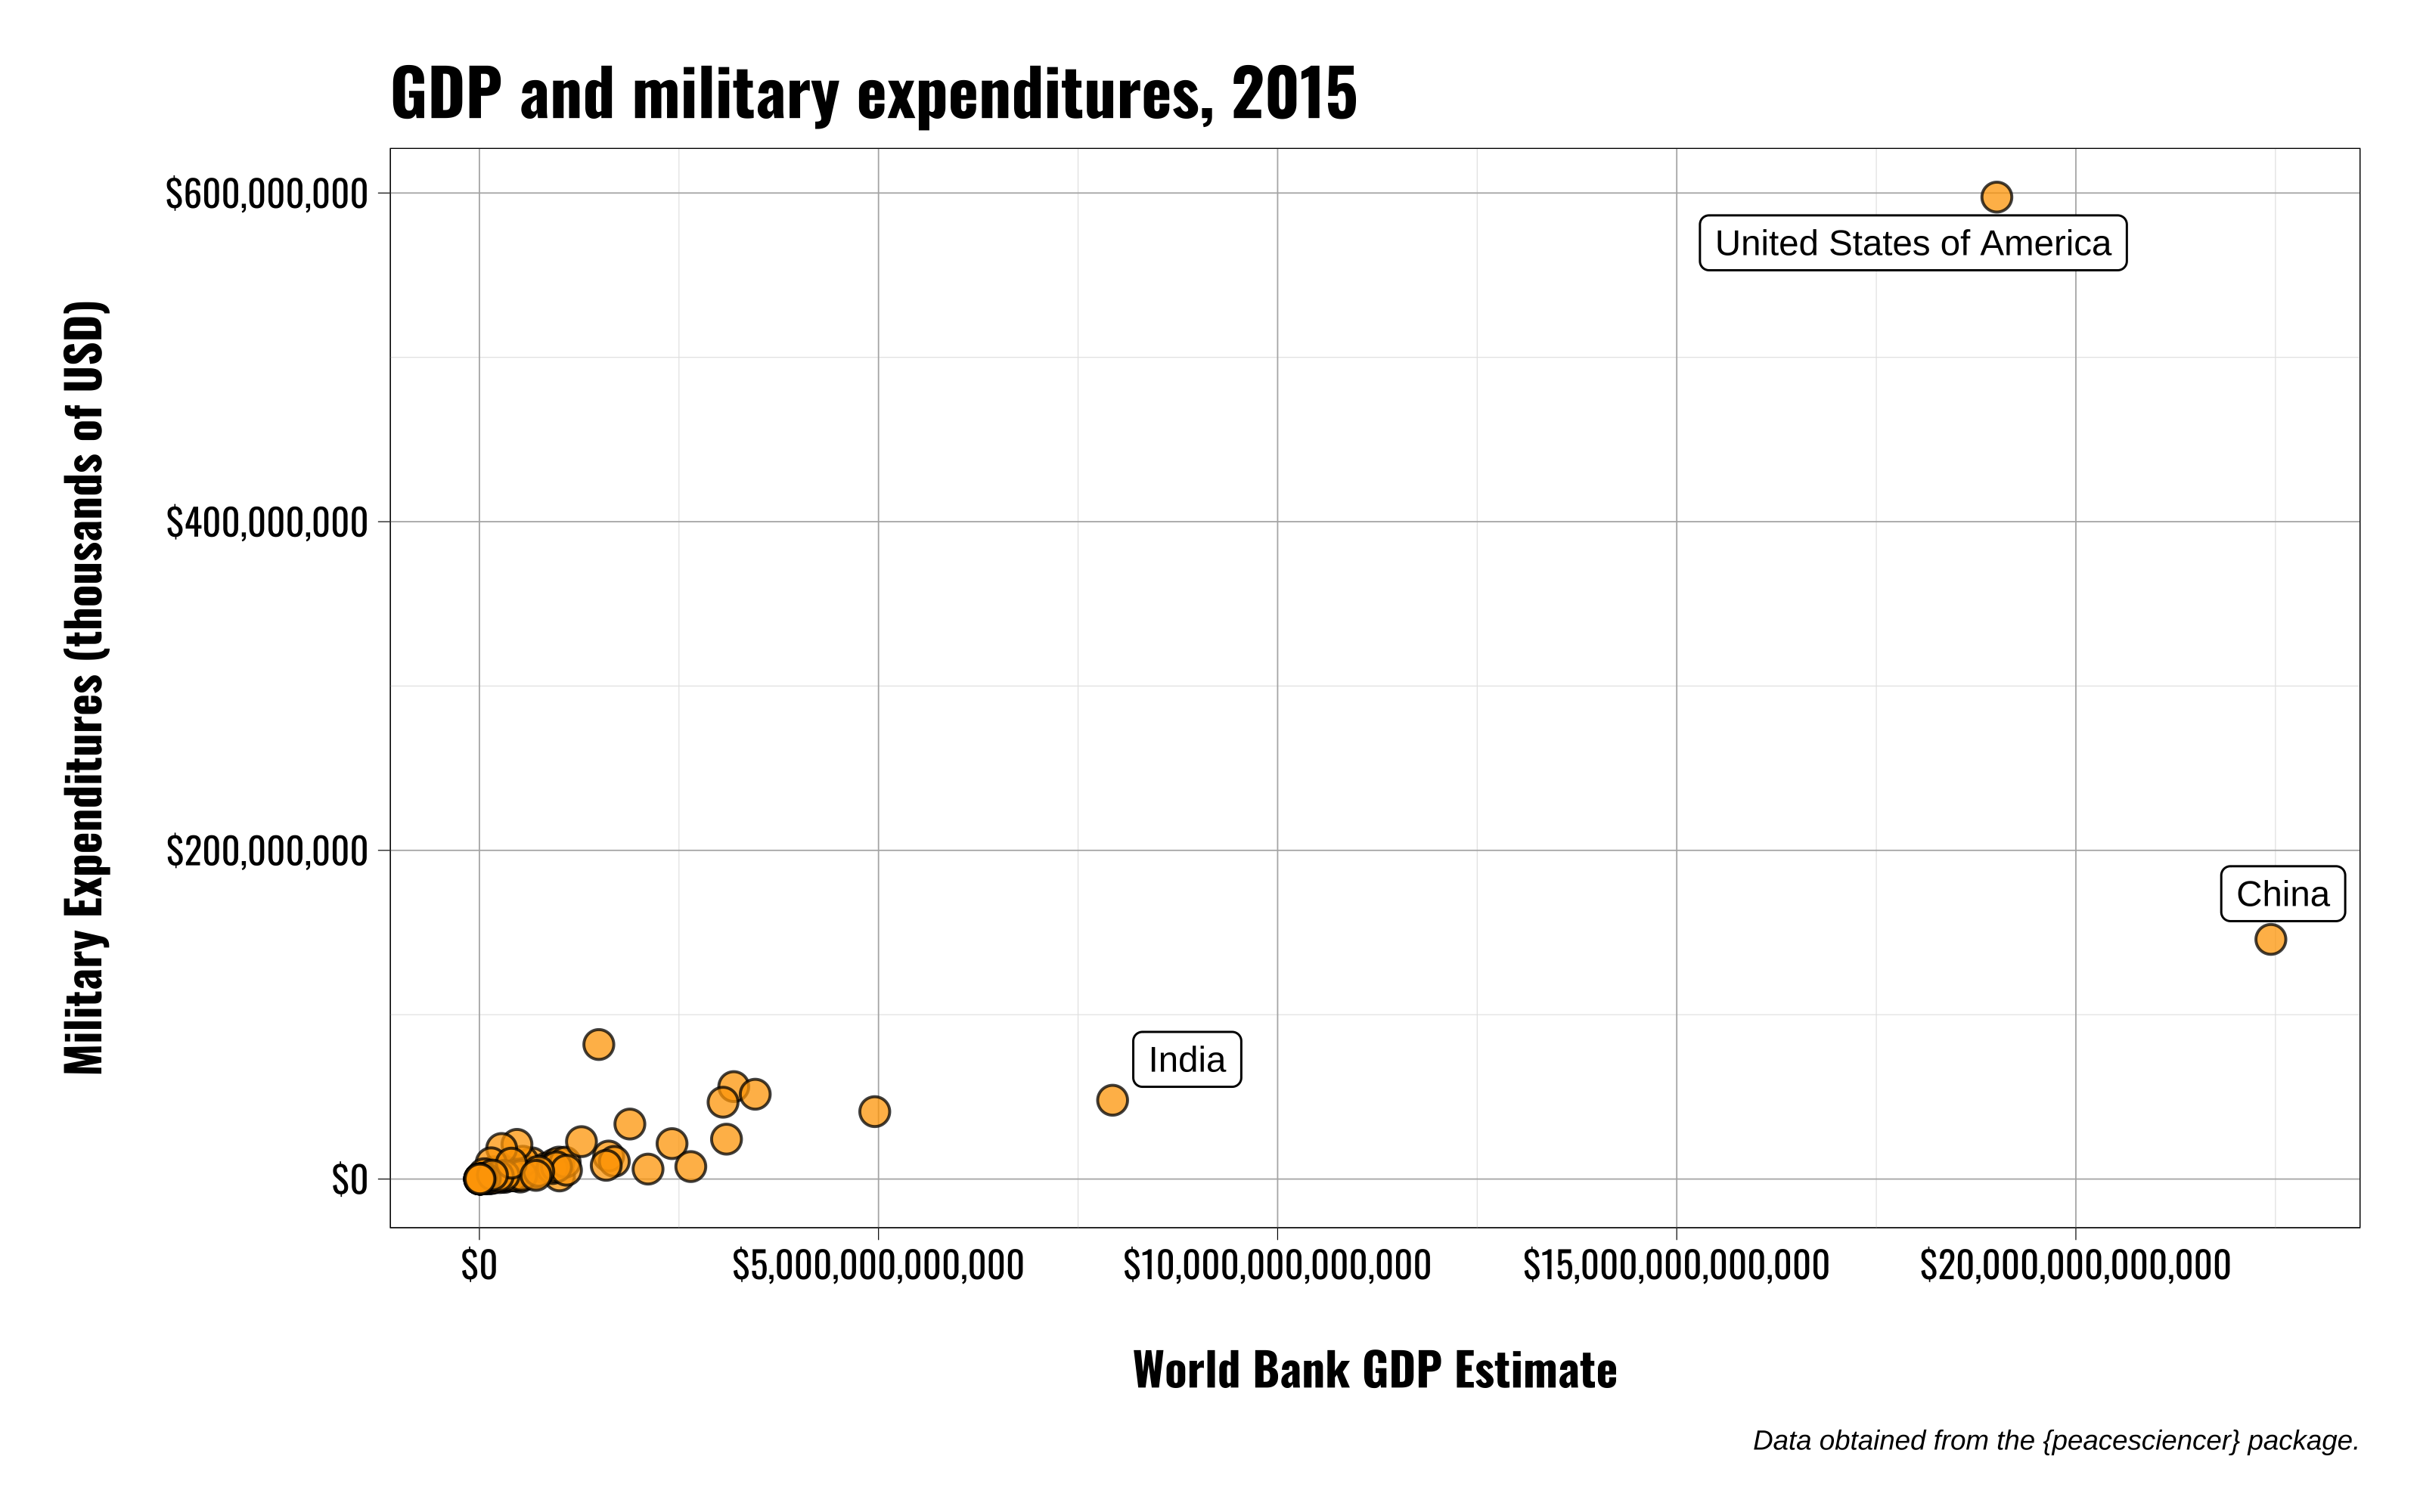 GDP and military expenditures, 2015
Military Expenditures (thousands of USD)
$600,000,000
$400,000,000
$200,000,000
$0
United States of America
China
India
$0
$5,000,000,000,000
$10,000,000,000,000
$15,000,000,000,000
$20,000,000,000,000
World Bank GDP Estimate
Data obtained from the {peacesciencer} package.